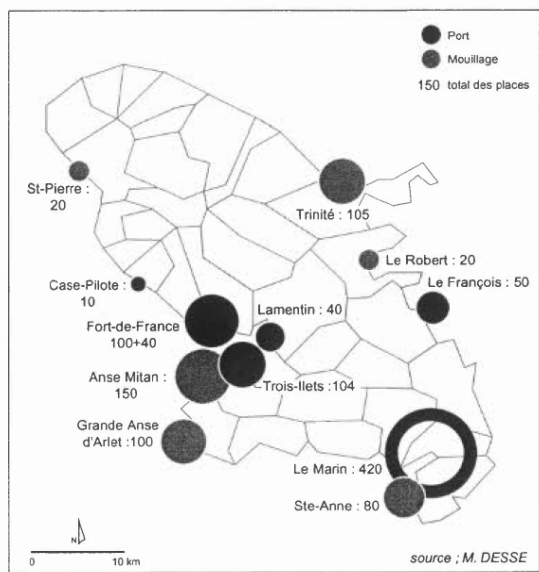 Port
Mouillage
150 total des places
St-Pierre :
20
Trinité : 105
Le Robert : 20
Case-Pilote :
10
Le François : 50
Lamentin : 40
Fort-de-France
100+40
Anse Mitan :
150
Trois-Ilets :104
Grande Anse
d'Arlet :100
Le Marin : 420
Ste-Anne : 80
N
0
10 km
source ; M. DESSE